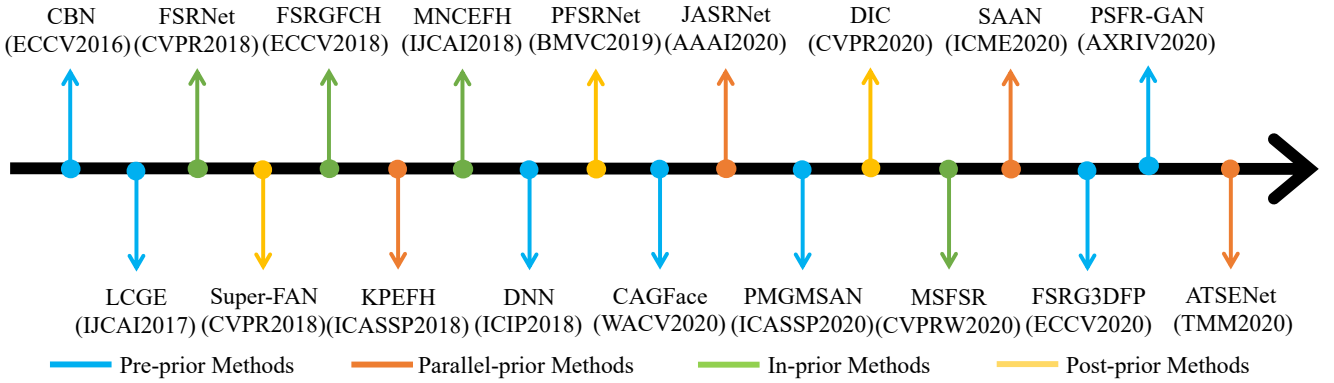 CBN FSRNet FSRGFCH MNCEFH PFSRNet JASRNet DIC SAAN PSFR-GAN
(ECCV2016) (CVPR2018) (ECCV2018) (IJCAI2018) (BMVC2019) (AAAI2020) (CVPR2020) (ICME2020) (AXRIV2020)
LCGE Super-FAN KPEFH DNN CAGFace PMGMSAN MSFSR FSRG3DFP ATSENet
(IJCAI2017) (CVPR2018) (ICASSP2018) (ICIP2018) (WACV2020) (ICASSP2020) (CVPRW2020) (ECCV2020) (TMM2020)
Pre-prior Methods Parallel-prior Methods In-prior Methods Post-prior Methods